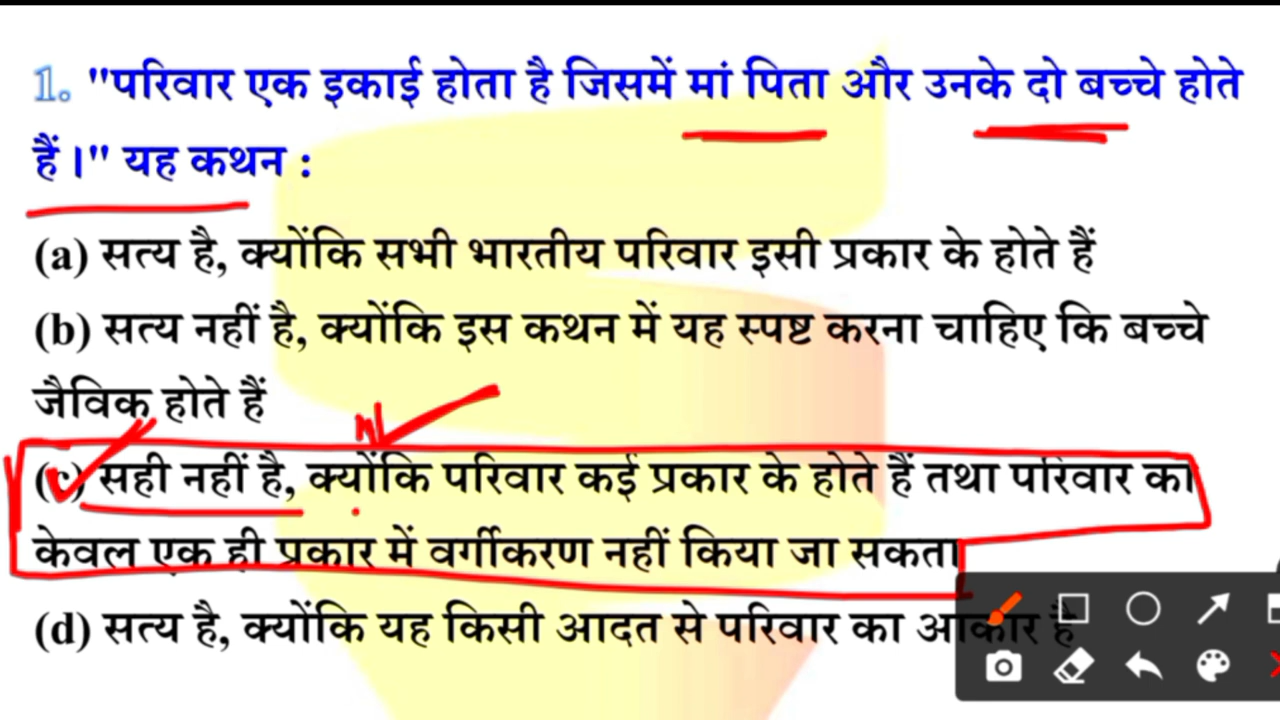 1. "परिवार एक इकाई होता है जिसमें मां पिता और उनके दो बच्चे होते
हैं।" यह कथन :
(a) सत्य है, क्योंकि सभी भारतीय परिवार इसी प्रकार के होते हैं
(b) सत्य नहीं है, क्योंकि इस कथन में यह स्पष्ट करना चाहिए कि बच्चे
जैविक होते हैं
(c) सही नहीं है, क्योंकि परिवार कई प्रकार के होते हैं तथा परिवार का
केवल एक ही प्रकार में वर्गीकरण नहीं किया जा सकता
(d) सत्य है, क्योंकि यह किसी आदत से परिवार का आकार है